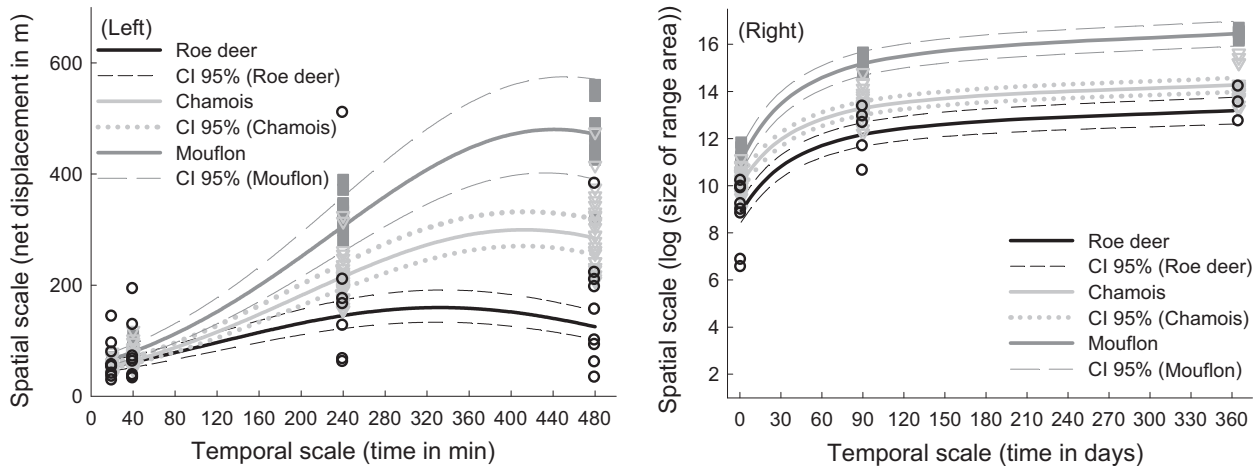 (Left)
Roe deer
CI 95% (Roe deer)
Chamois
CI 95% (Chamois)
Mouflon
CI 95% (Mouflon)
Spatial scale (net displacement in m)
600
400
200
0
0 40 80 120 160 200 240 280 320 360 400 440 480
Temporal scale (time in min)
(Right)
Spatial scale (log (size of range area))
16
14
12
10
8
6
4
2
Roe deer
CI 95% (Roe deer)
Chamois
CI 95% (Chamois)
Mouflon
CI 95% (Mouflon)
0 30 60 90 120 150 180 210 240 270 300 330 360
Temporal scale (time in days)